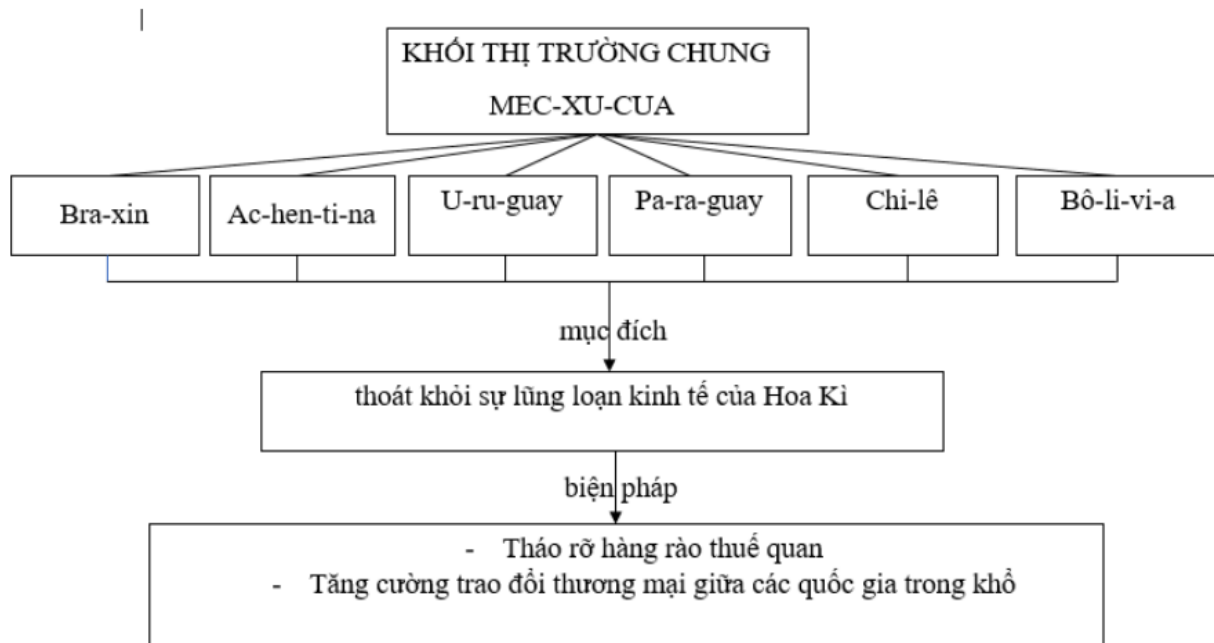 KHỐI THỊ TRƯỜNG CHUNG
MEC-XU-CUA
Bra-xin
Ac-hen-ti-na
U-ru-guay
Pa-ra-guay
Chi-lê
Bô-li-vi-a
mục đích
thoát khỏi sự lũng loạn kinh tế của Hoa Kì
biện pháp
- Tháo rỡ hàng rào thuế quan
- Tăng cường trao đổi thương mại giữa các quốc gia trong khổ